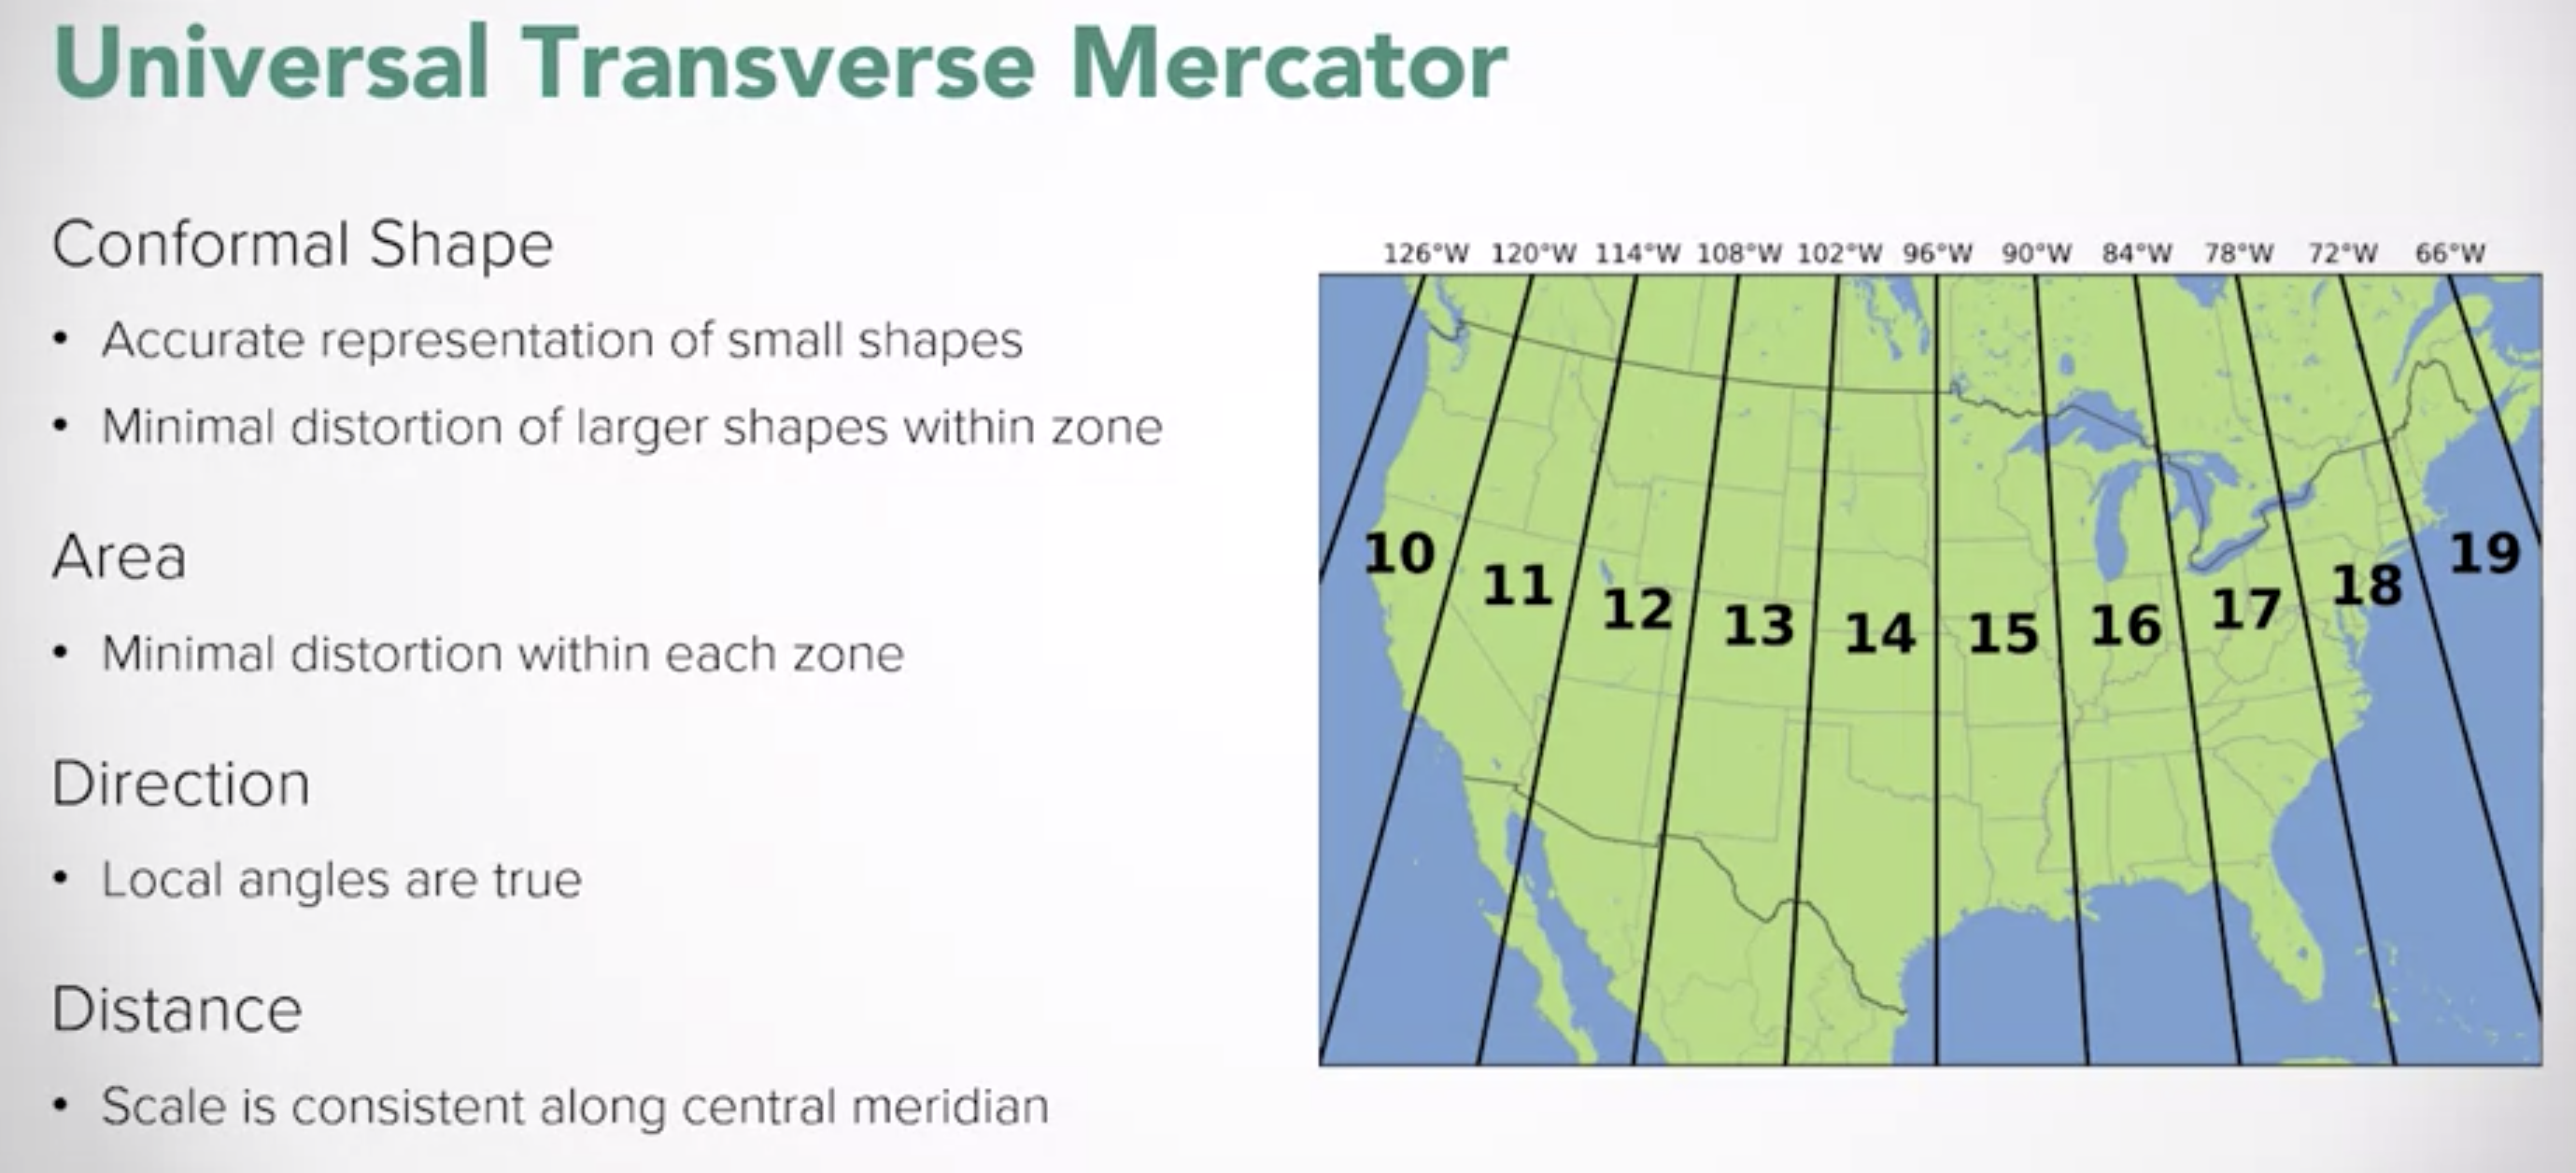 Universal Transverse Mercator
Conformal Shape
• Accurate representation of small shapes
• Minimal distortion of larger shapes within zone
Area
• Minimal distortion within each zone
Direction
• Local angles are true
Distance
• Scale is consistent along central meridian
126°W 120°W 114°W 108°W 102°W 96°W 90°W 84°W 78°W 72°W 66°W
10 11 12 13 14 15 16 17 18 19